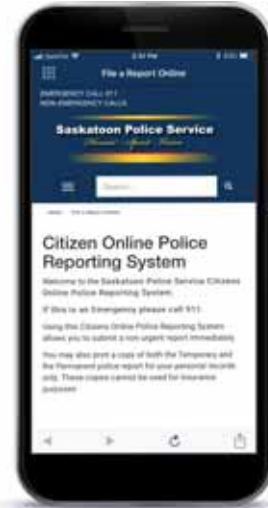 File a Report Online
EMERGENCY CALL 911
NON-EMERGENCY CALLS
Saskatoon Police Service
Honour - Spirit - Vision
Search...
Citizen Online Police
Reporting System
Welcome to the Saskatoon Police Service Citizens
Online Police Reporting System.
If this is an Emergency please call 911.
Using this Citizens Online Police Reporting System
allows you to submit a non urgent report immediately
You may also print a copy of both the Temporary and
the Permanent police report for your personal records
only. These copies cannot be used for insurance
purposes